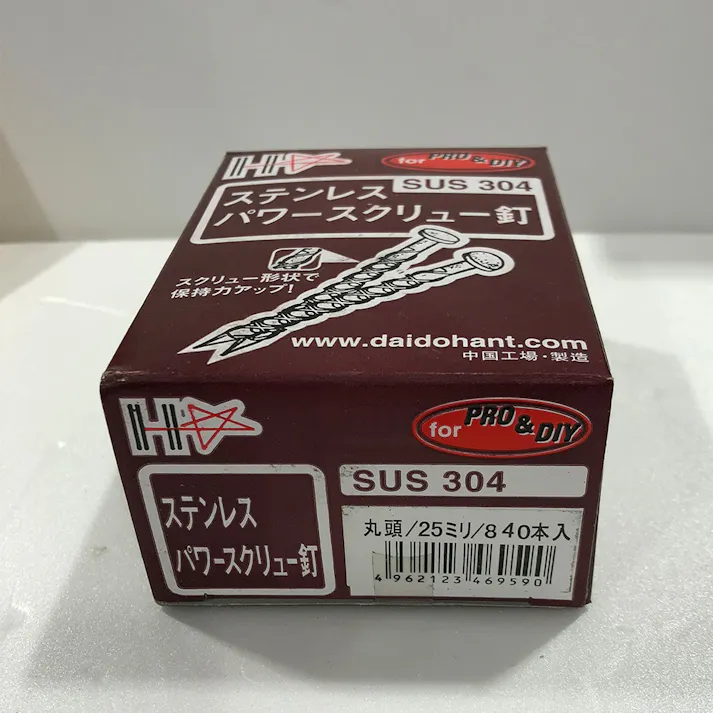 for PRO & DIY
ステンレス SUS 304
パワースクリュー釘
スクリュー形状で
保持力アップ!
www.daidohant.com
中国工場・製造
for PRO & DIY
SUS 304
ステンレス
パワースクリュー釘
丸頭/25ミリ/840本入
4 962123 469590